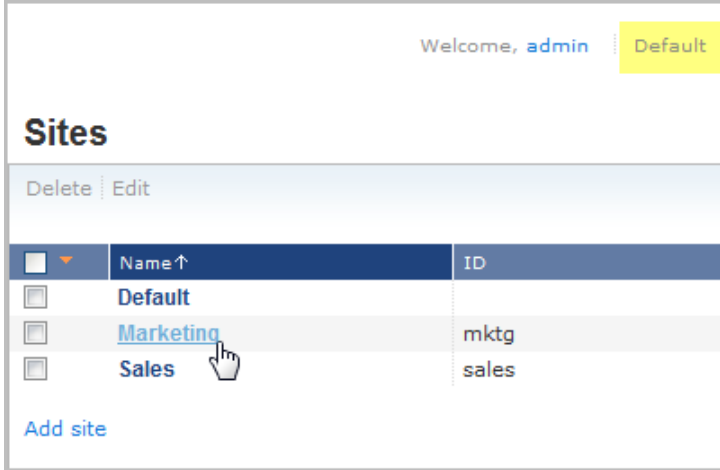 Welcome, admin Default
Sites
Delete Edit
Name↑ ID
Default
Marketing mktg
Sales sales
Add site